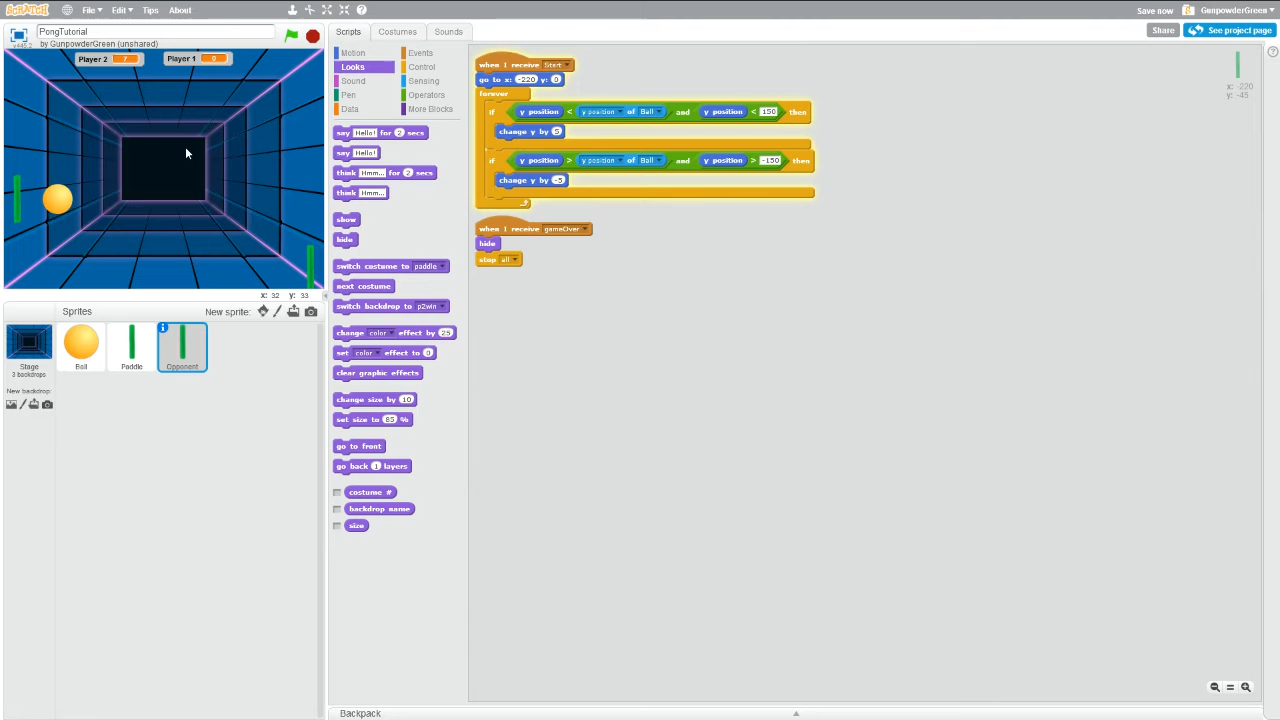 SCRATCH File Edit Tips About Save now GunpowderGreen
v445.2 PongTutorial Scripts Costumes Sounds Share See project page
by GunpowderGreen (unshared)
Player 2 7 Player 1 0
Motion Events
Looks Control
Sound Sensing
Pen Operators
Data More Blocks
say Hello! for 2 secs
say Hello!
think Hmm... for 2 secs
think Hmm...
show
hide
switch costume to paddle
next costume
switch backdrop to p2win
change color effect by 25
set color effect to 0
clear graphic effects
change size by 10
set size to 85 %
go to front
go back 1 layers
costume #
backdrop name
size
when I receive Start
go to x: -220 y: 0
forever
if y position < y position of Ball and y position < 150 then
change y by 5
if y position > y position of Ball and y position > -150 then
change y by -5
when I receive gameOver
hide
stop all
x: -220
y: -45
x: 32 y: 33
Sprites New sprite:
Stage
3 backdrops
Ball Paddle Opponent
New backdrop:
Backpack